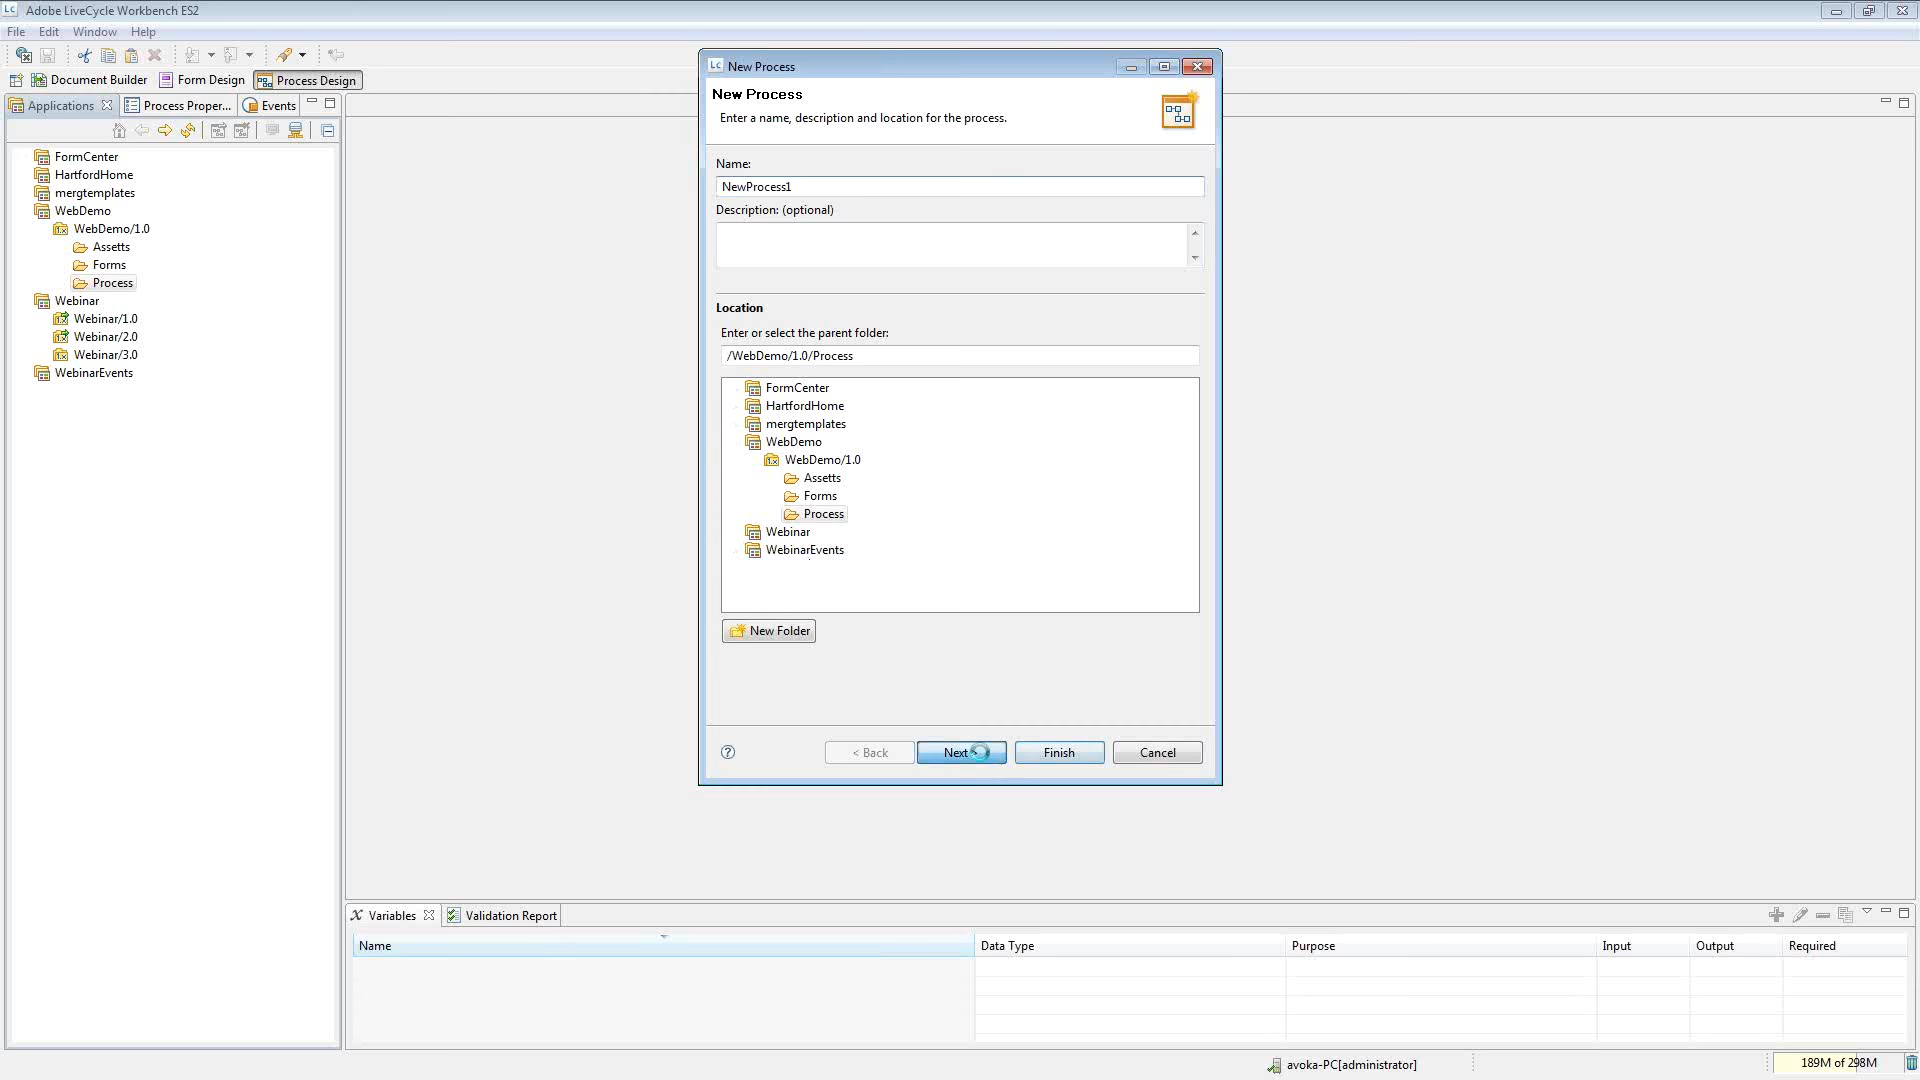 Lc Adobe LiveCycle Workbench ES2
File Edit Window Help
Document Builder Form Design Process Design
Applications Process Proper... Events
FormCenter
HartfordHome
mergtemplates
WebDemo
WebDemo/1.0
Assetts
Forms
Process
Webinar
Webinar/1.0
Webinar/2.0
Webinar/3.0
WebinarEvents
Lc New Process
New Process
Enter a name, description and location for the process.
Name:
NewProcess1
Description: (optional)
Location
Enter or select the parent folder:
/WebDemo/1.0/Process
FormCenter
HartfordHome
mergtemplates
WebDemo
WebDemo/1.0
Assetts
Forms
Process
Webinar
WebinarEvents
New Folder
< Back Next > Finish Cancel
Variables Validation Report
Name Data Type Purpose Input Output Required
avoka-PC[administrator] 189M of 298M